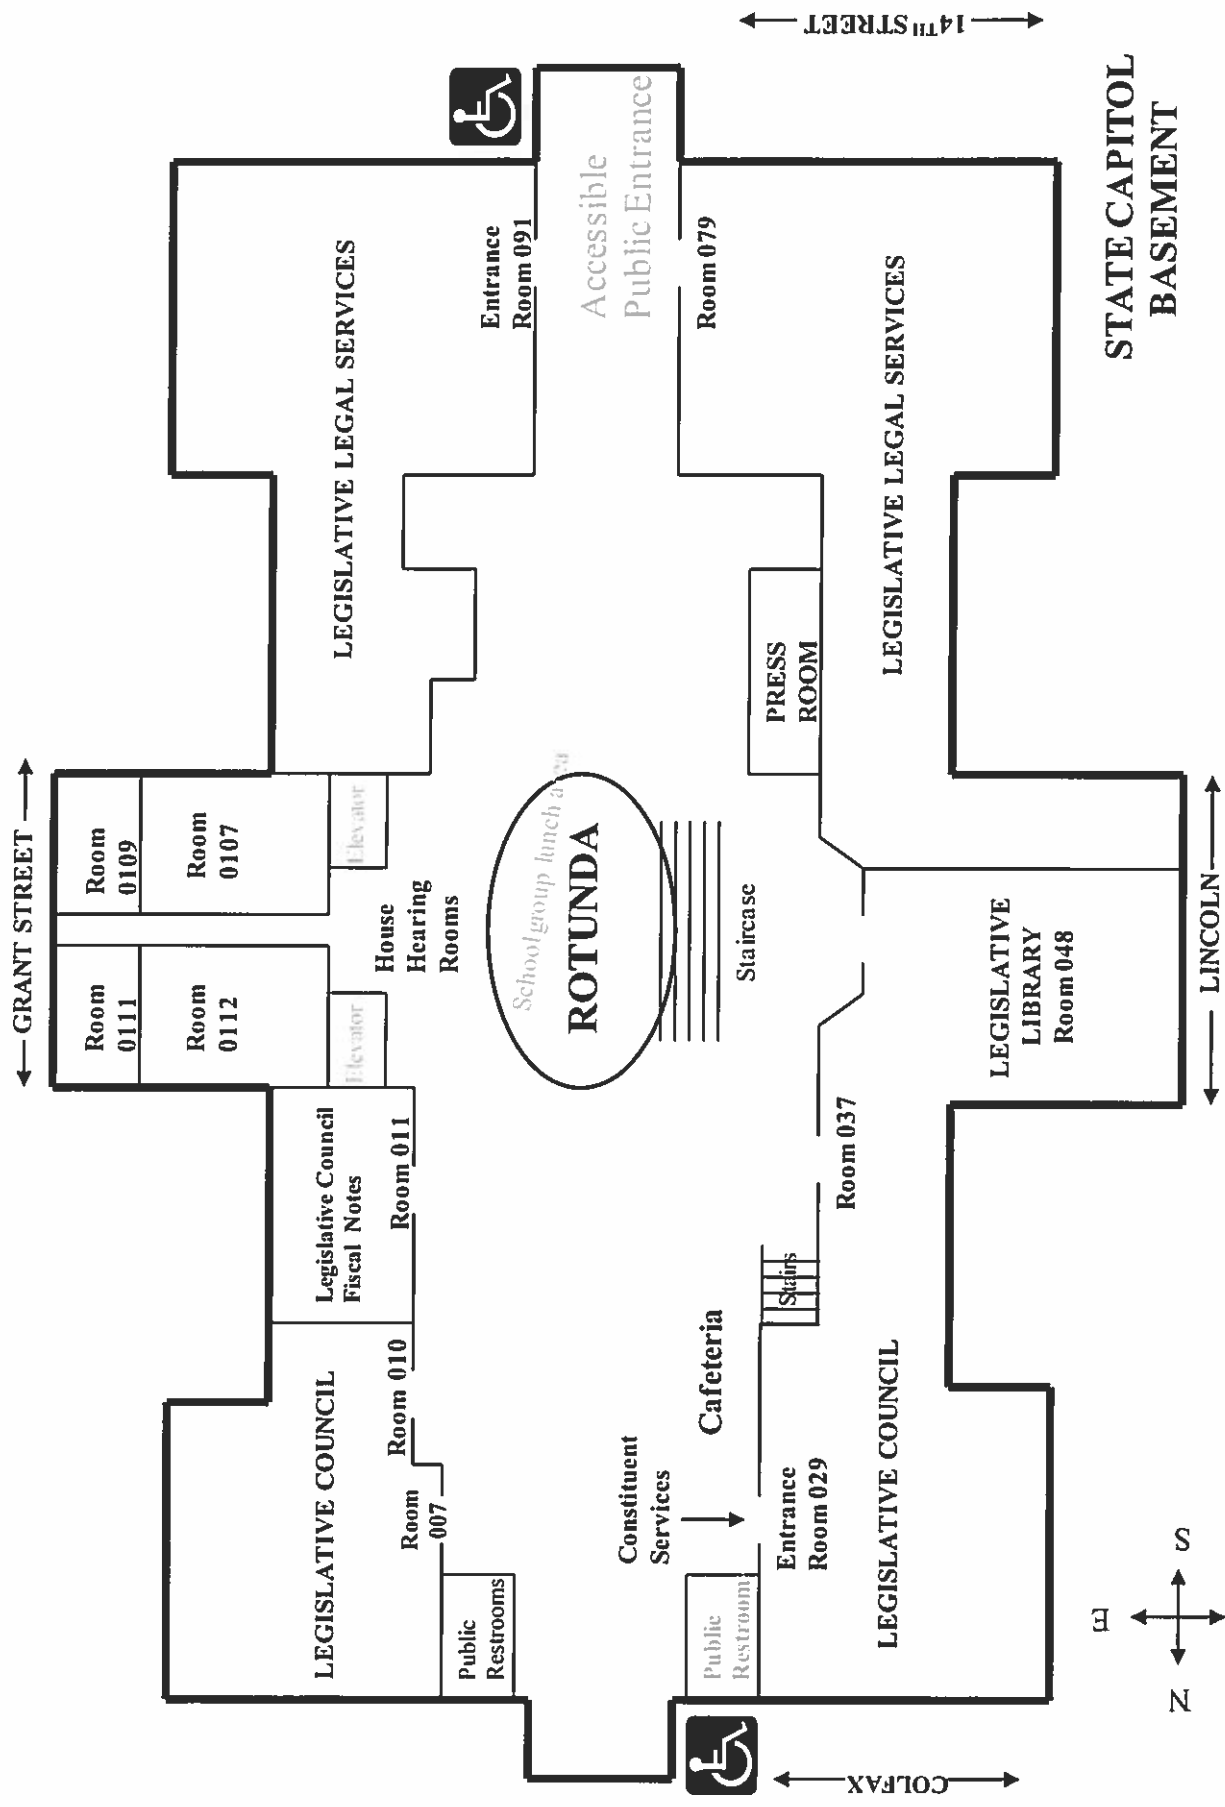 GRANT STREET
Room
0111
Room
0109
Room
0112
Room
0107
Elevator
Elevator
House
Hearing
Rooms
Legislative Council
Fiscal Notes
Room 011
LEGISLATIVE COUNCIL
Room 010
Room
007
Public
Restrooms
LEGISLATIVE LEGAL SERVICES
Entrance
Room 091
Accessible
Public Entrance
Room 079
Schoolgroup lunch area
ROTUNDA
Staircase
PRESS
ROOM
LEGISLATIVE LEGAL SERVICES
Constituent
Services
Cafeteria
Stairs
Public
Restroom
Entrance
Room 029
Room 037
LEGISLATIVE COUNCIL
LEGISLATIVE
LIBRARY
Room 048
LINCOLN
COLFAX
14TH STREET
N
E
S
STATE CAPITOL
BASEMENT